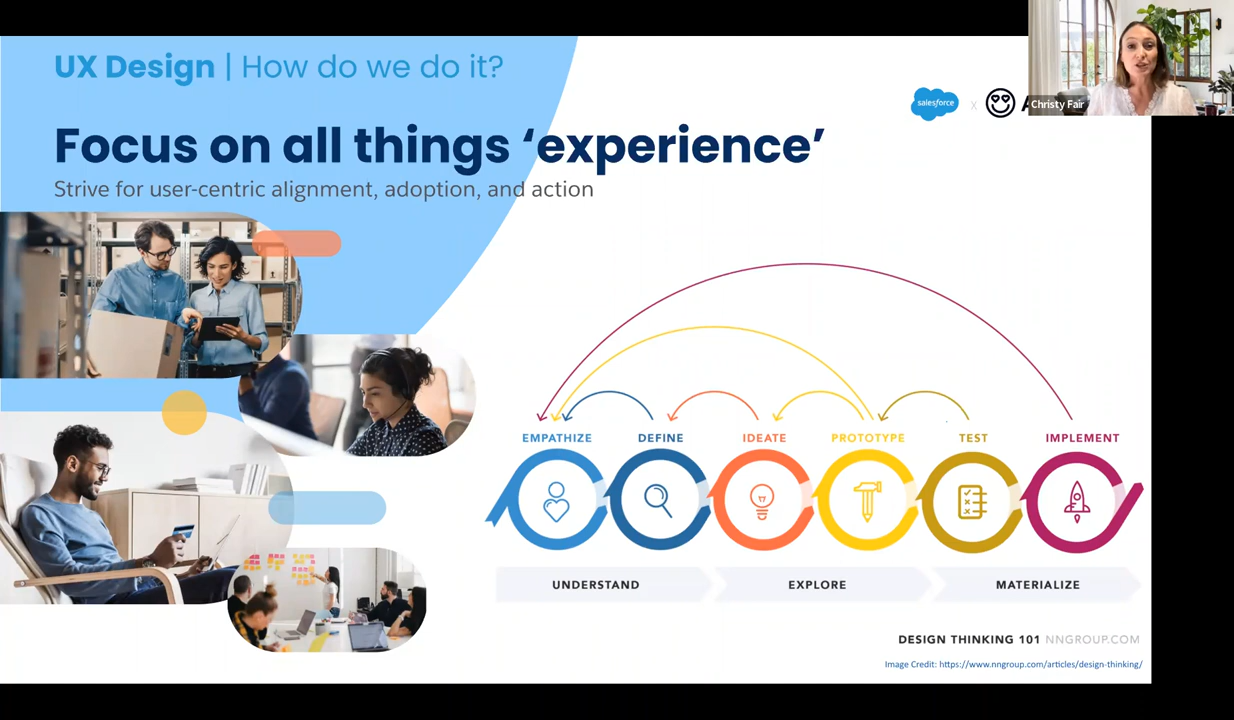 UX Design | How do we do it?
Focus on all things ‘experience’
Strive for user-centric alignment, adoption, and action
salesforce x A
Christy Fair
EMPATHIZE DEFINE IDEATE PROTOTYPE TEST IMPLEMENT
UNDERSTAND EXPLORE MATERIALIZE
DESIGN THINKING 101 NNGROUP.COM
Image Credit: https://www.nngroup.com/articles/design-thinking/